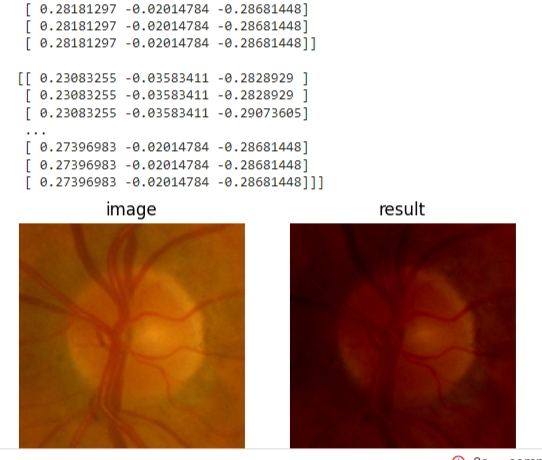 [ 0.28181297 -0.02014784 -0.28681448]
[ 0.28181297 -0.02014784 -0.28681448]
[ 0.28181297 -0.02014784 -0.28681448]]
[[ 0.23083255 -0.03583411 -0.2828929 ]
[ 0.23083255 -0.03583411 -0.2828929 ]
[ 0.23083255 -0.03583411 -0.29073605]
...
[ 0.27396983 -0.02014784 -0.28681448]
[ 0.27396983 -0.02014784 -0.28681448]
[ 0.27396983 -0.02014784 -0.28681448]]]
image
result